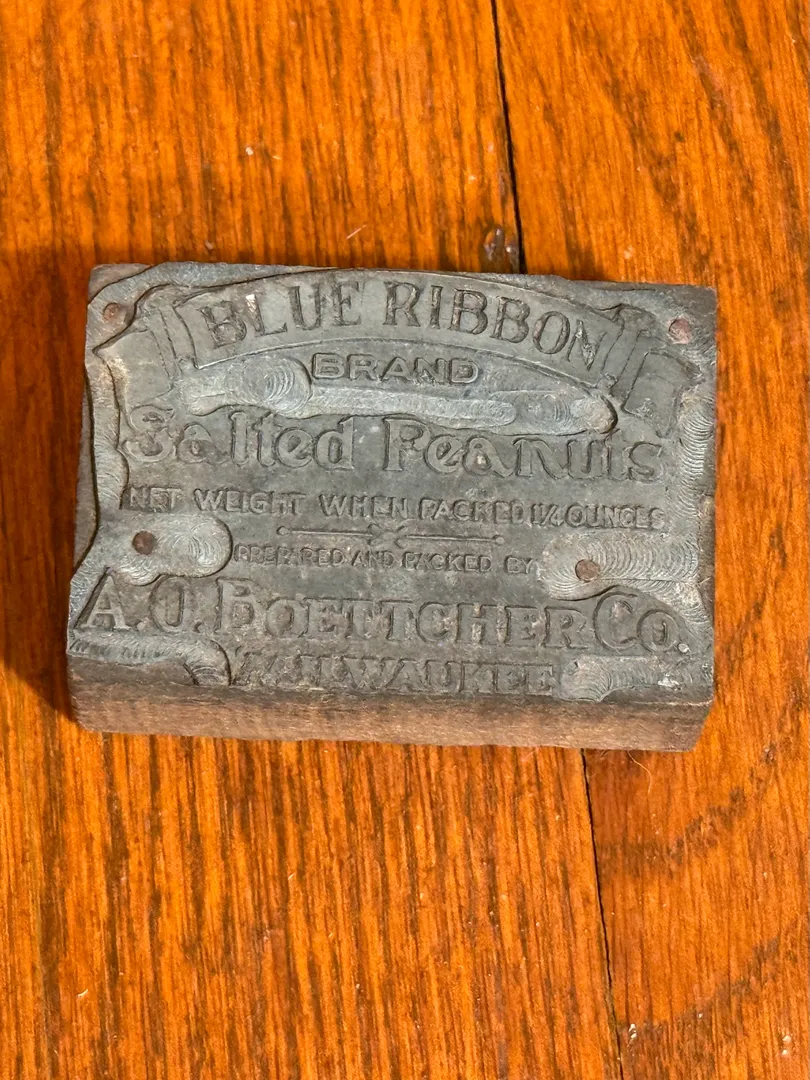 BLUE RIBBON
BRAND
Salted Peanuts
NET WEIGHT WHEN PACKED 1¼ OUNCES
PREPARED AND PACKED BY
A.O. BOETTCHER CO.
MILWAUKEE